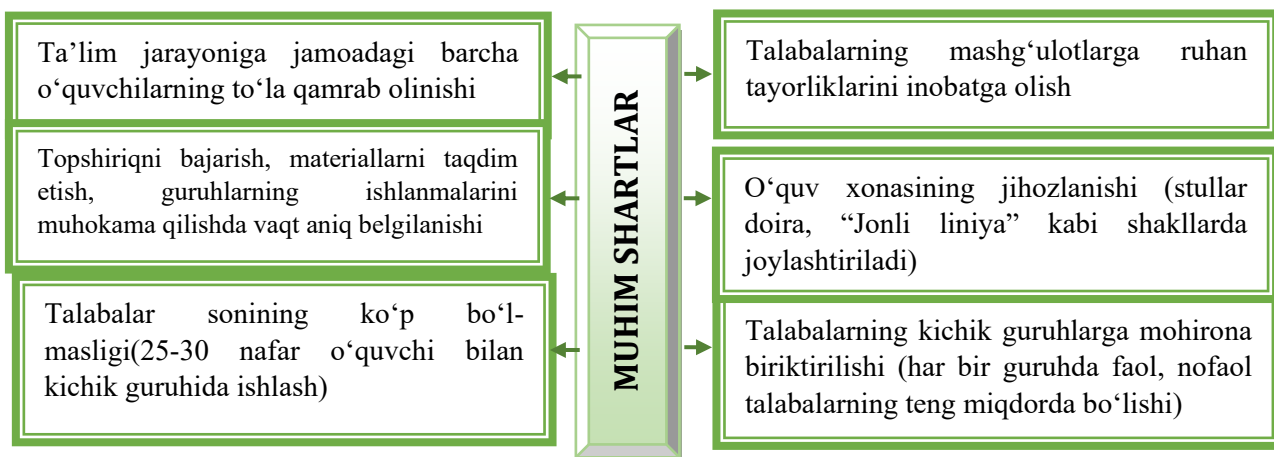 Ta’lim jarayoniga jamoadagi barcha
o‘quvchilarning to‘la qamrab olinishi
Topshiriqni bajarish, materiallarni taqdim
etish, guruhlarning ishlanmalarini
muhokama qilishda vaqt aniq belgilanishi
Talabalar sonining ko‘p bo‘l-
masligi(25-30 nafar o‘quvchi bilan
kichik guruhida ishlash)
MUHIM SHARTLAR
Talabalarning mashg‘ulotlarga ruhan
tayorliklarini inobatga olish
O‘quv xonasining jihozlanishi (stullar
doira, “Jonli liniya” kabi shakllarda
joylashtiriladi)
Talabalarning kichik guruhlarga mohirona
biriktirilishi (har bir guruhda faol, nofaol
talabalarning teng miqdorda bo‘lishi)